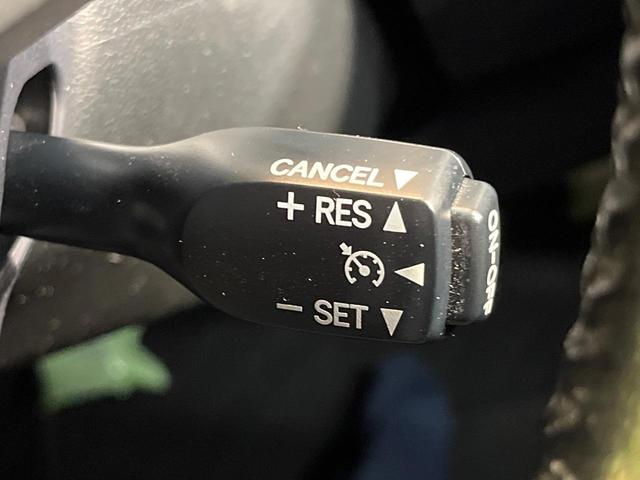 CANCEL ▼
+ RES ▲
◀
- SET ▼
ON·OFF